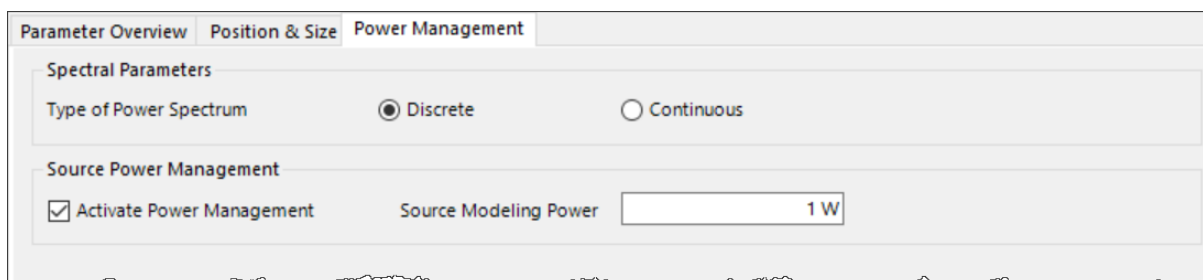 Parameter Overview Position & Size Power Management
Spectral Parameters
Type of Power Spectrum Discrete Continuous
Source Power Management
Activate Power Management Source Modeling Power 1 W